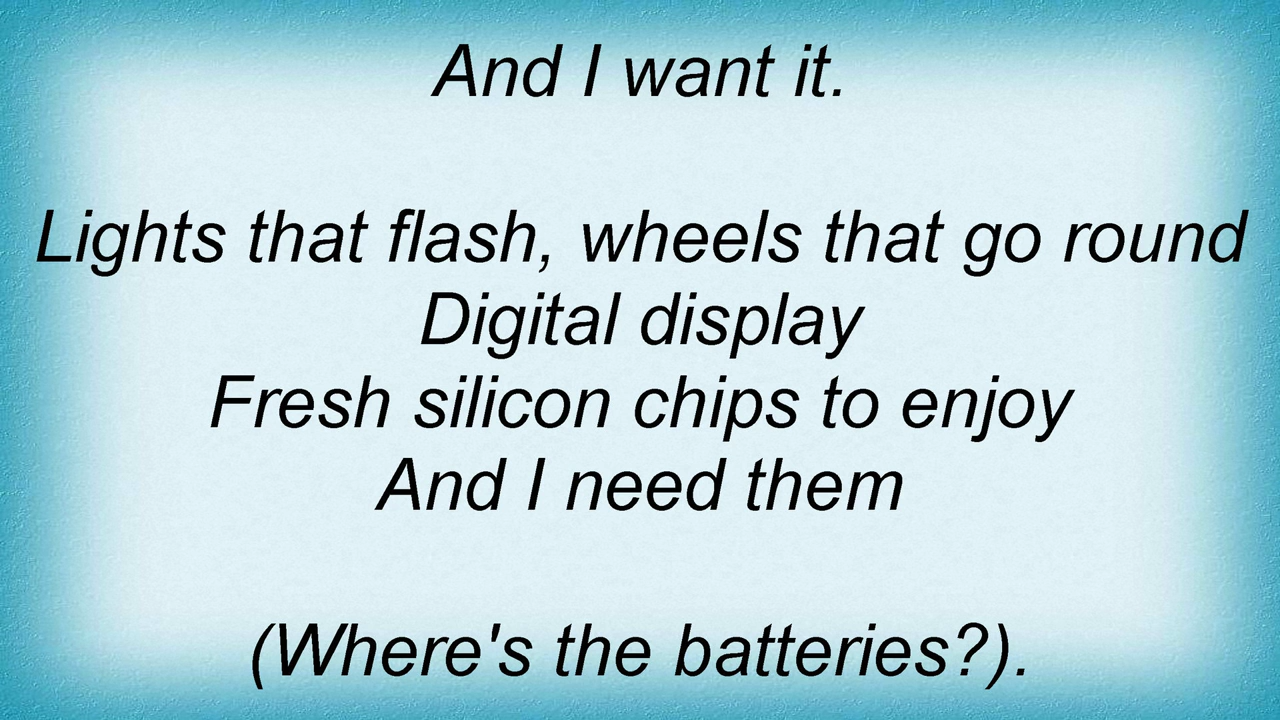 And I want it.
Lights that flash, wheels that go round
Digital display
Fresh silicon chips to enjoy
And I need them
(Where's the batteries?).